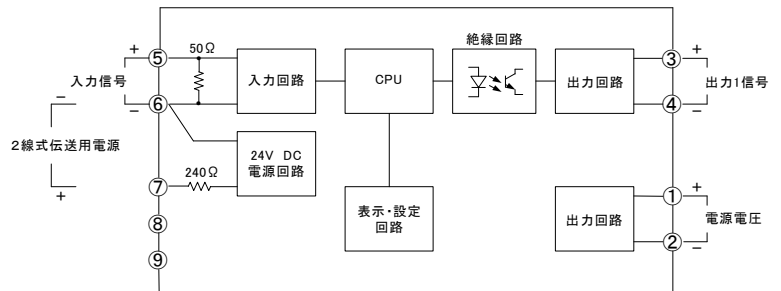 絶縁回路
50Ω
+
⑤
入力信号
入力回路
CPU
出力回路
③
+
出力1信号
－
⑥
－
④
－
2線式伝送用電源
24V DC
電源回路
+
240Ω
⑦
⑧
⑨
表示・設定
回路
出力回路
①
+
電源電圧
②
－